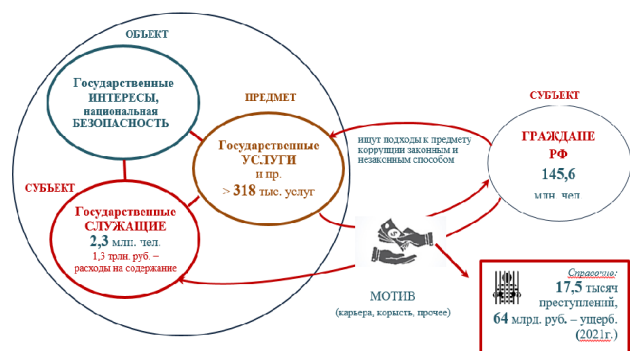 ОБЪЕКТ
Государственные
ИНТЕРЕСЫ,
национальная
БЕЗОПАСНОСТЬ
ПРЕДМЕТ
Государственные
УСЛУГИ
и пр.
> 318 тыс. услуг
СУБЪЕКТ
Государственные
СЛУЖАЩИЕ
2,3 млн. чел.
1,3 трлн. руб. –
расходы на содержание
ищут подходы к предмету
коррупции законным и
незаконным способом
СУБЪЕКТ
ГРАЖДАНЕ
РФ
145,6
млн. чел
МОТИВ
(карьера, корысть, прочее)
Справочно:
17,5 тысяч
преступлений,
64 млрд. руб. – ущерб.
(2021г.)